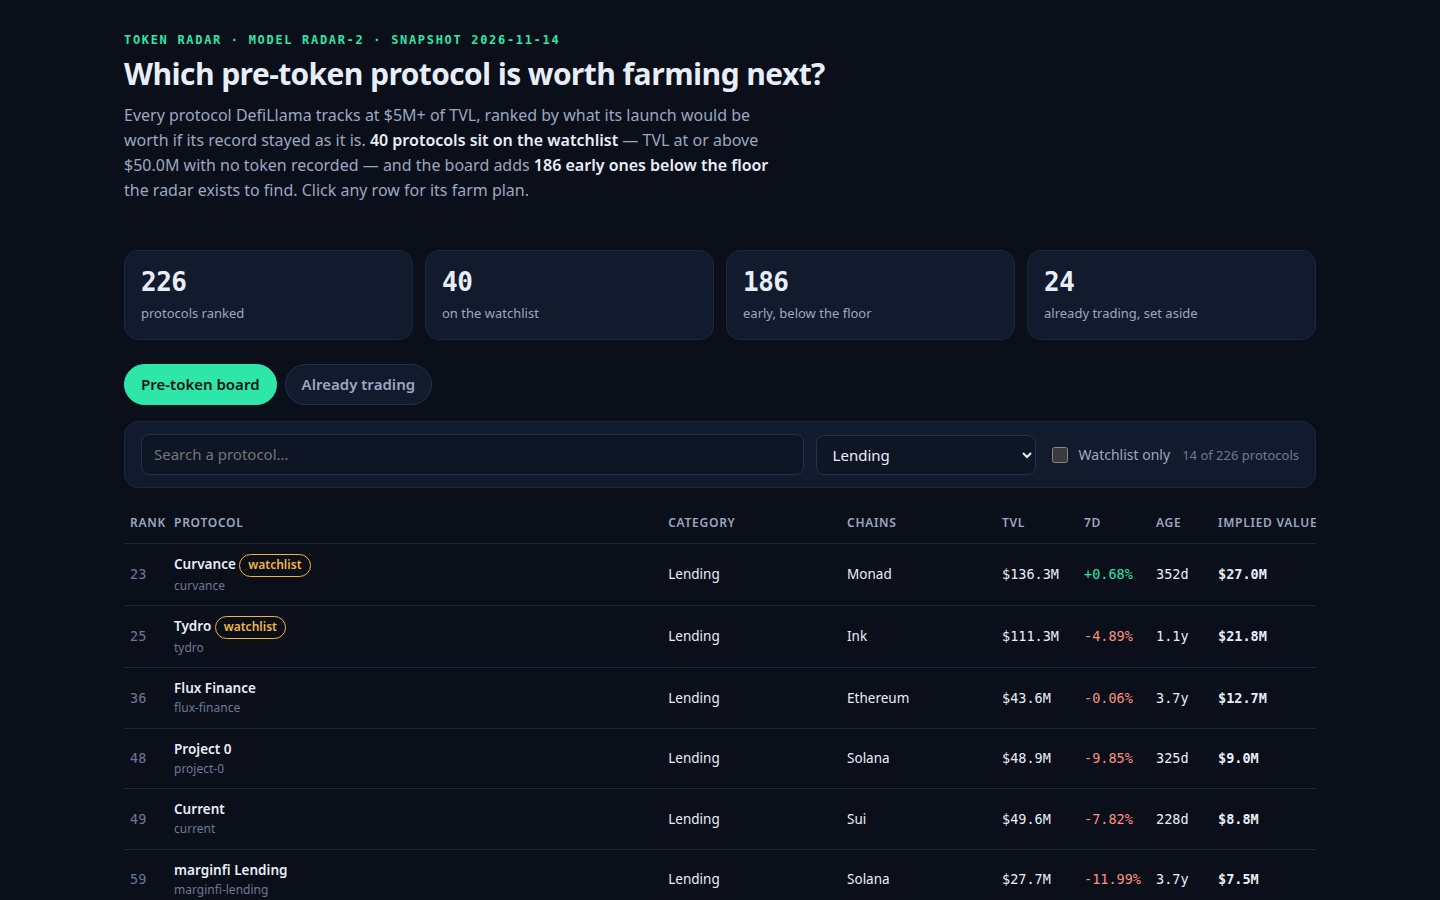 TOKEN RADAR · MODEL RADAR-2 · SNAPSHOT 2026-11-14
Which pre-token protocol is worth farming next?
Every protocol DefiLlama tracks at $5M+ of TVL, ranked by what its launch would be
worth if its record stayed as it is. 40 protocols sit on the watchlist — TVL at or above
$50.0M with no token recorded — and the board adds 186 early ones below the floor
the radar exists to find. Click any row for its farm plan.
226
protocols ranked
40
on the watchlist
186
early, below the floor
24
already trading, set aside
Pre-token board
Already trading
Search a protocol...
Lending
Watchlist only
14 of 226 protocols
RANK PROTOCOL CATEGORY CHAINS TVL 7D AGE IMPLIED VALUE
23 Curvance watchlist Lending Monad $136.3M +0.68% 352d $27.0M
curvance
25 Tydro watchlist Lending Ink $111.3M -4.89% 1.1y $21.8M
tydro
36 Flux Finance Lending Ethereum $43.6M -0.06% 3.7y $12.7M
flux-finance
48 Project 0 Lending Solana $48.9M -9.85% 325d $9.0M
project-0
49 Current Lending Sui $49.6M -7.82% 228d $8.8M
current
59 marginfi Lending Lending Solana $27.7M -11.99% 3.7y $7.5M
marginfi-lending